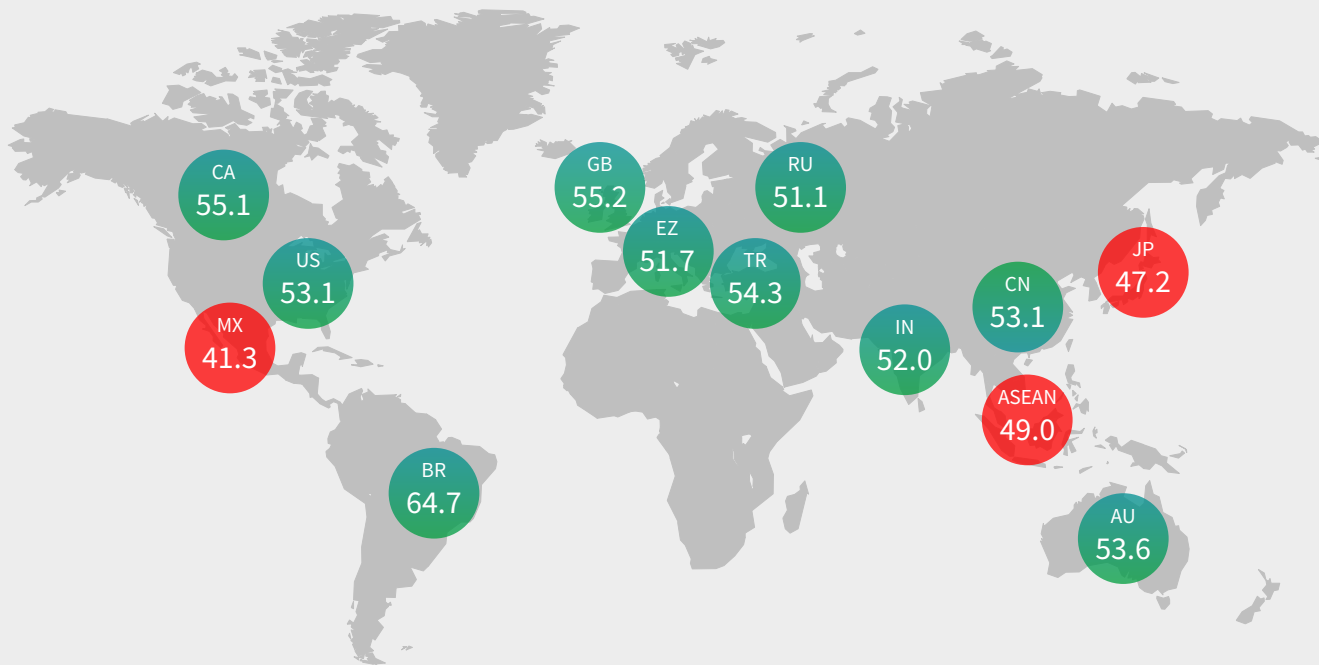 CA
55.1
US
53.1
MX
41.3
BR
64.7
GB
55.2
EZ
51.7
TR
54.3
RU
51.1
IN
52.0
CN
53.1
JP
47.2
ASEAN
49.0
AU
53.6